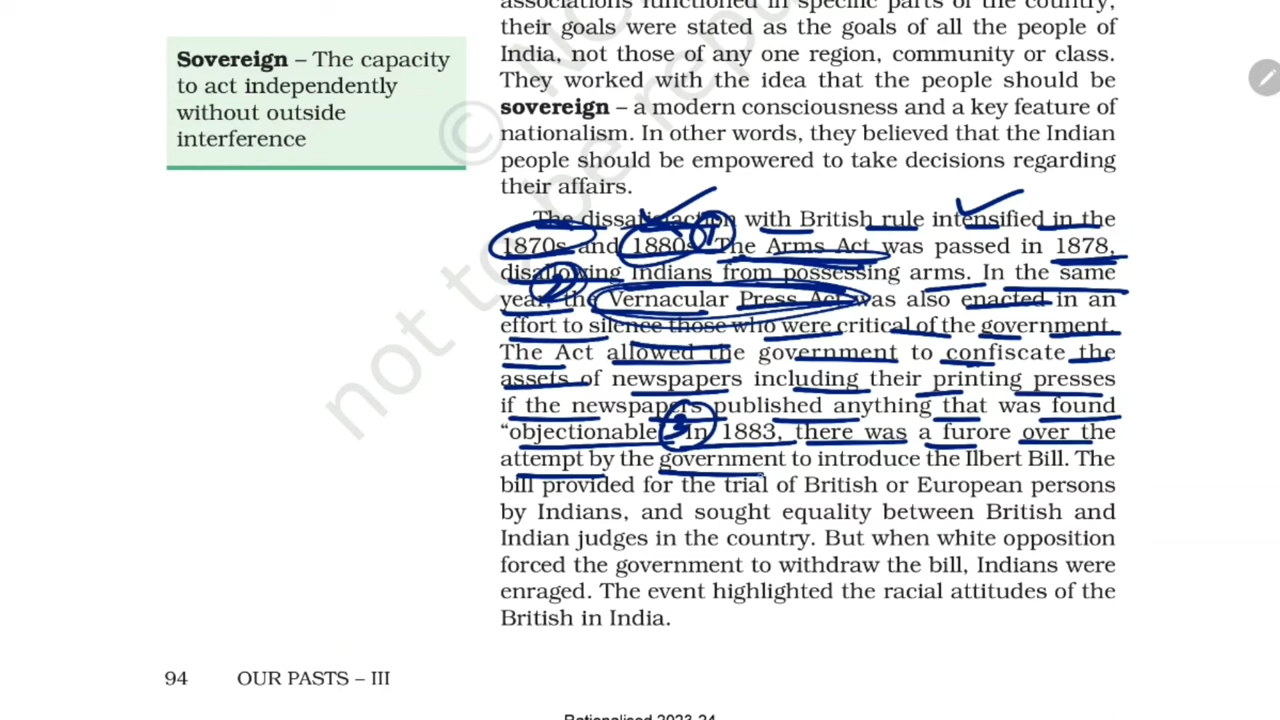 associations functioned in specific parts of the country,
their goals were stated as the goals of all the people of
India, not those of any one region, community or class.
They worked with the idea that the people should be
sovereign – a modern consciousness and a key feature of
nationalism. In other words, they believed that the Indian
people should be empowered to take decisions regarding
their affairs.
Sovereign – The capacity
to act independently
without outside
interference
The dissatisfaction with British rule intensified in the
1870s and 1880s. The Arms Act was passed in 1878,
disallowing Indians from possessing arms. In the same
year, the Vernacular Press Act was also enacted in an
effort to silence those who were critical of the government.
The Act allowed the government to confiscate the
assets of newspapers including their printing presses
if the newspapers published anything that was found
“objectionable”. In 1883, there was a furore over the
attempt by the government to introduce the Ilbert Bill. The
bill provided for the trial of British or European persons
by Indians, and sought equality between British and
Indian judges in the country. But when white opposition
forced the government to withdraw the bill, Indians were
enraged. The event highlighted the racial attitudes of the
British in India.
94 OUR PASTS – III
Rationalised 2023-24
not to be rep
©